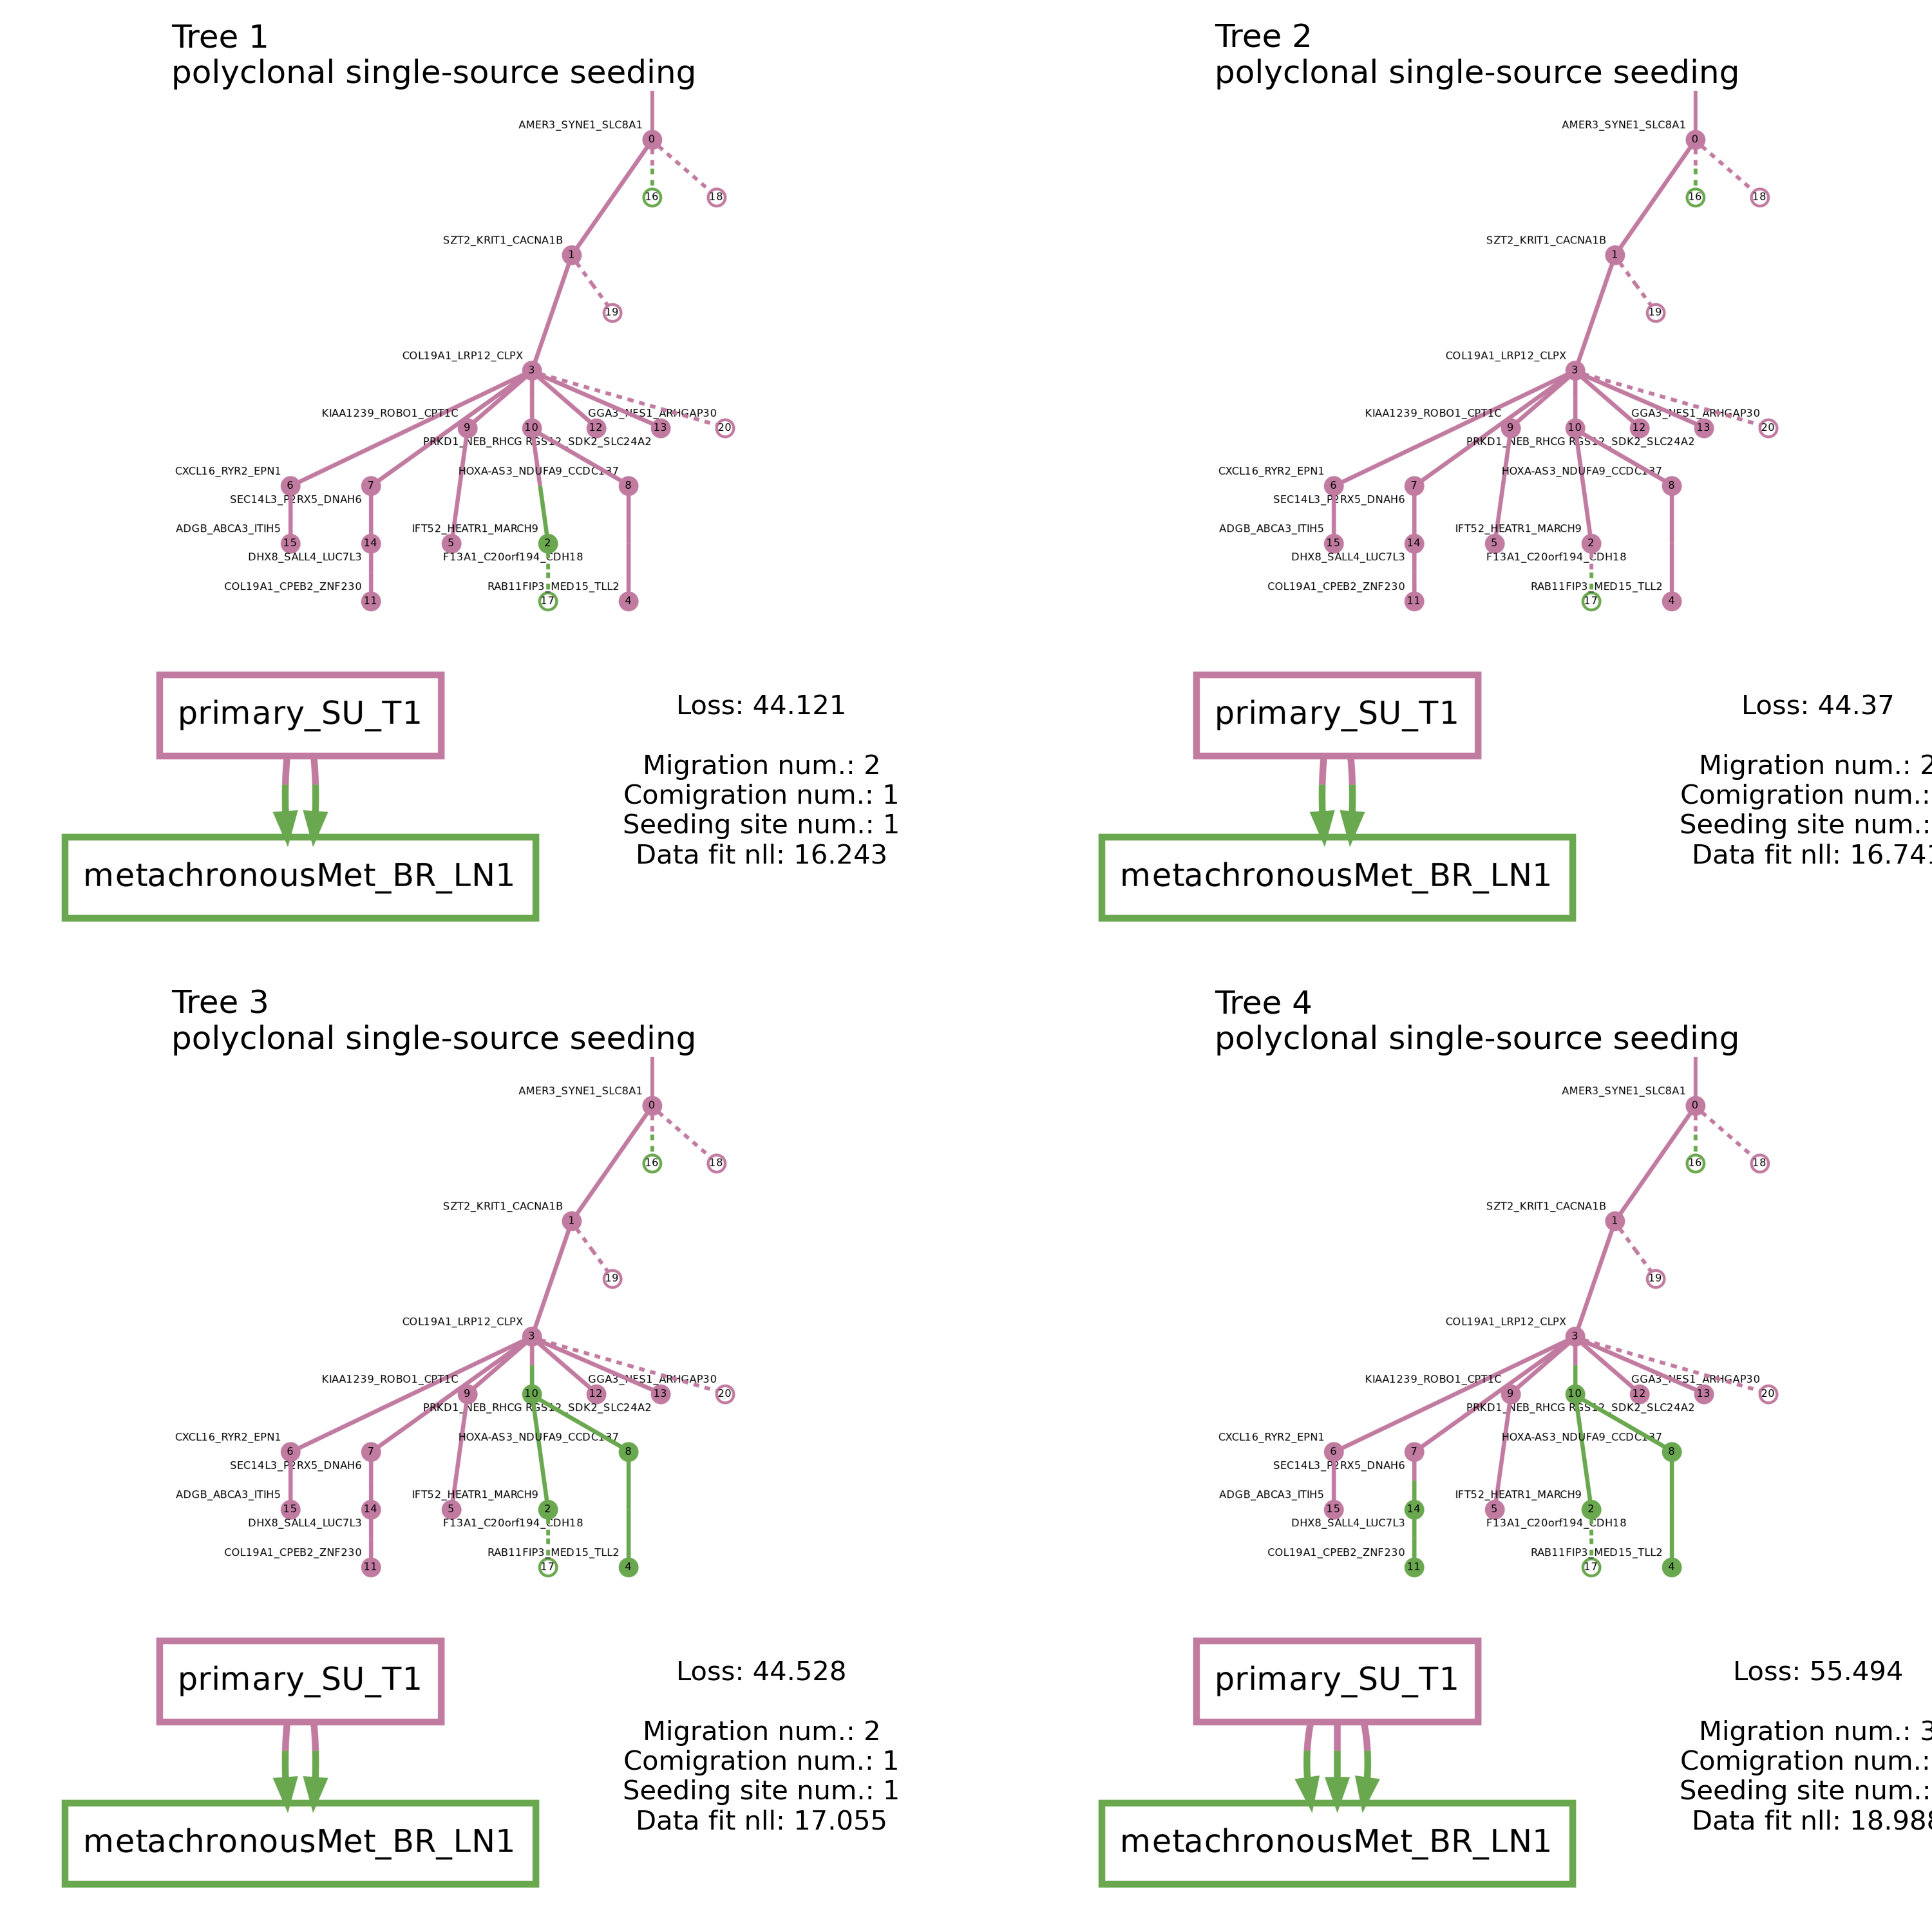 Tree 1
polyclonal single-source seeding
AMER3_SYNE1_SLC8A1
0
16
18
SZT2_KRIT1_CACNA1B
1
19
COL19A1_LRP12_CLPX
3
KIAA1239_ROBO1_CPT1C
GGA3_NES1_ARHGAP30
9
10
12
13
20
PRKD1_NEB_RHCG
RGS12_SDK2_SLC24A2
CXCL16_RYR2_EPN1
HOXA-AS3_NDUFA9_CCDC137
6
7
8
SEC14L3_P2RX5_DNAH6
ADGB_ABCA3_ITIH5
IFT52_HEATR1_MARCH9
15
14
5
2
DHX8_SALL4_LUC7L3
F13A1_C20orf194_CDH18
COL19A1_CPEB2_ZNF230
RAB11FIP3_MED15_TLL2
11
17
4
primary_SU_T1
metachronousMet_BR_LN1
Loss: 44.121
Migration num.: 2
Comigration num.: 1
Seeding site num.: 1
Data fit nll: 16.243
Tree 2
polyclonal single-source seeding
AMER3_SYNE1_SLC8A1
0
16
18
SZT2_KRIT1_CACNA1B
1
19
COL19A1_LRP12_CLPX
3
KIAA1239_ROBO1_CPT1C
GGA3_NES1_ARHGAP30
9
10
12
13
20
PRKD1_NEB_RHCG
RGS12_SDK2_SLC24A2
CXCL16_RYR2_EPN1
HOXA-AS3_NDUFA9_CCDC137
6
7
8
SEC14L3_P2RX5_DNAH6
ADGB_ABCA3_ITIH5
IFT52_HEATR1_MARCH9
15
14
5
2
DHX8_SALL4_LUC7L3
F13A1_C20orf194_CDH18
COL19A1_CPEB2_ZNF230
RAB11FIP3_MED15_TLL2
11
17
4
primary_SU_T1
metachronousMet_BR_LN1
Loss: 44.37
Migration num.: 2
Comigration num.:
Seeding site num.:
Data fit nll: 16.741
Tree 3
polyclonal single-source seeding
AMER3_SYNE1_SLC8A1
0
16
18
SZT2_KRIT1_CACNA1B
1
19
COL19A1_LRP12_CLPX
3
KIAA1239_ROBO1_CPT1C
GGA3_NES1_ARHGAP30
9
10
12
13
20
PRKD1_NEB_RHCG
RGS12_SDK2_SLC24A2
CXCL16_RYR2_EPN1
HOXA-AS3_NDUFA9_CCDC137
6
7
8
SEC14L3_P2RX5_DNAH6
ADGB_ABCA3_ITIH5
IFT52_HEATR1_MARCH9
15
14
5
2
DHX8_SALL4_LUC7L3
F13A1_C20orf194_CDH18
COL19A1_CPEB2_ZNF230
RAB11FIP3_MED15_TLL2
11
17
4
primary_SU_T1
metachronousMet_BR_LN1
Loss: 44.528
Migration num.: 2
Comigration num.: 1
Seeding site num.: 1
Data fit nll: 17.055
Tree 4
polyclonal single-source seeding
AMER3_SYNE1_SLC8A1
0
16
18
SZT2_KRIT1_CACNA1B
1
19
COL19A1_LRP12_CLPX
3
KIAA1239_ROBO1_CPT1C
GGA3_NES1_ARHGAP30
9
10
12
13
20
PRKD1_NEB_RHCG
RGS12_SDK2_SLC24A2
CXCL16_RYR2_EPN1
HOXA-AS3_NDUFA9_CCDC137
6
7
8
SEC14L3_P2RX5_DNAH6
ADGB_ABCA3_ITIH5
IFT52_HEATR1_MARCH9
15
14
5
2
DHX8_SALL4_LUC7L3
F13A1_C20orf194_CDH18
COL19A1_CPEB2_ZNF230
RAB11FIP3_MED15_TLL2
11
17
4
primary_SU_T1
metachronousMet_BR_LN1
Loss: 55.494
Migration num.: 3
Comigration num.:
Seeding site num.:
Data fit nll: 18.988